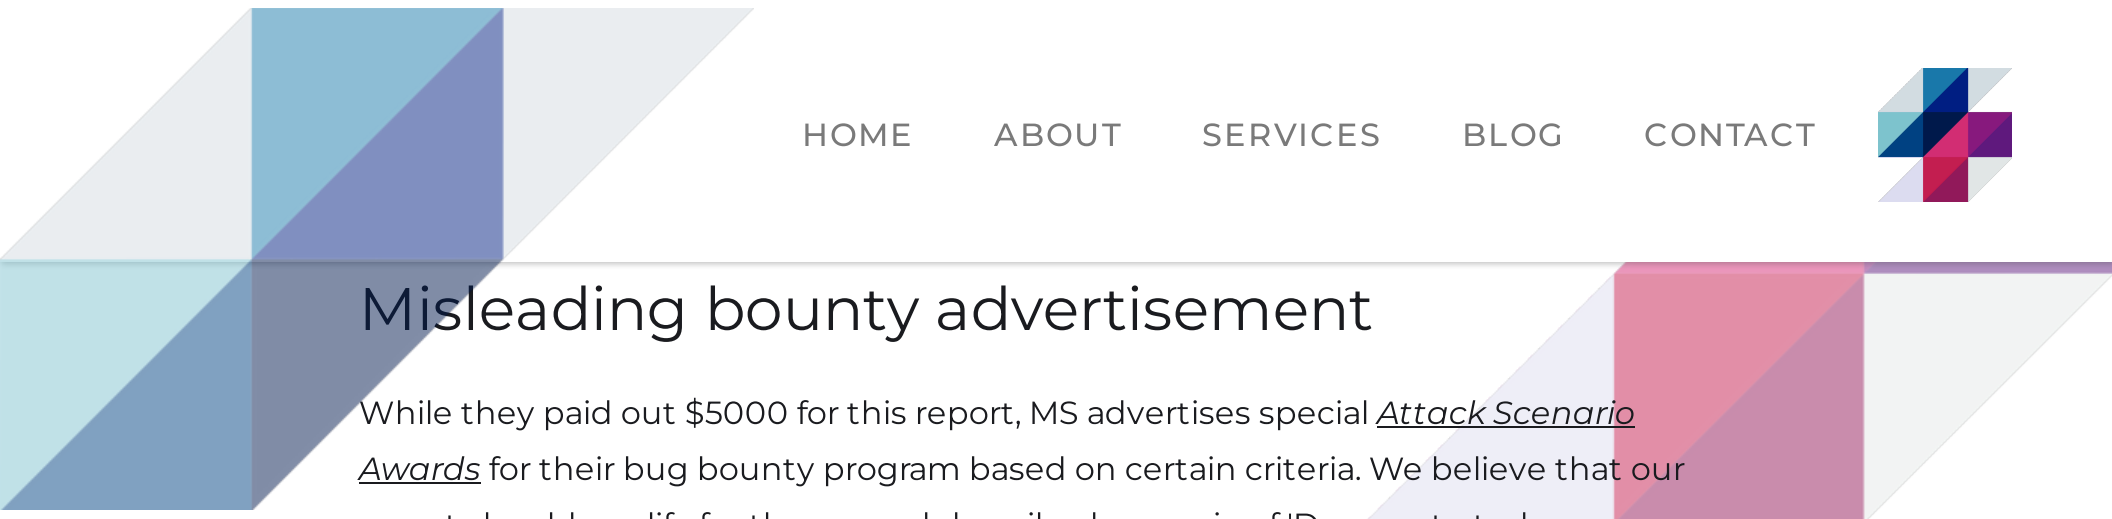 HOME ABOUT SERVICES BLOG CONTACT
Misleading bounty advertisement
While they paid out $5000 for this report, MS advertises special Attack Scenario
Awards for their bug bounty program based on certain criteria. We believe that our